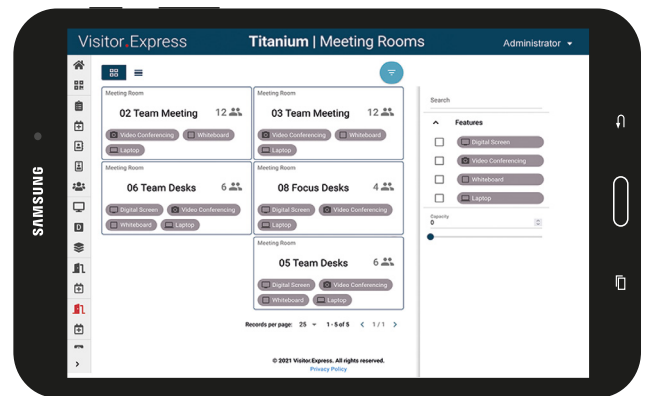 SAMSUNG
Visitor.Express
Titanium | Meeting Rooms
Administrator
Meeting Room
02 Team Meeting 12
Video Conferencing Whiteboard
Laptop
Meeting Room
03 Team Meeting 12
Video Conferencing Whiteboard
Laptop
Meeting Room
06 Team Desks 6
Digital Screen Video Conferencing
Whiteboard Laptop
Meeting Room
08 Focus Desks 4
Digital Screen Video Conferencing
Laptop
Meeting Room
05 Team Desks 6
Digital Screen Video Conferencing
Whiteboard Laptop
Records per page: 25 1 - 5 of 5 < 1 / 1 >
© 2021 Visitor.Express. All rights reserved.
Privacy Policy
Search
Features
Digital Screen
Video Conferencing
Whiteboard
Laptop
Capacity
0
D